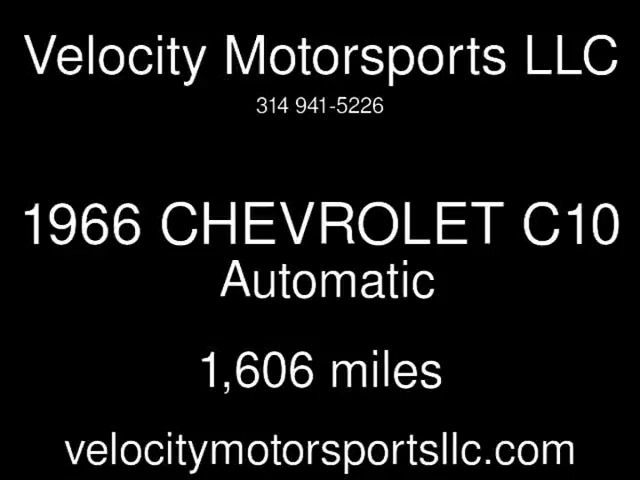 Velocity Motorsports LLC
314 941-5226
1966 CHEVROLET C10
Automatic
1,606 miles
velocitymotorsportsllc.com